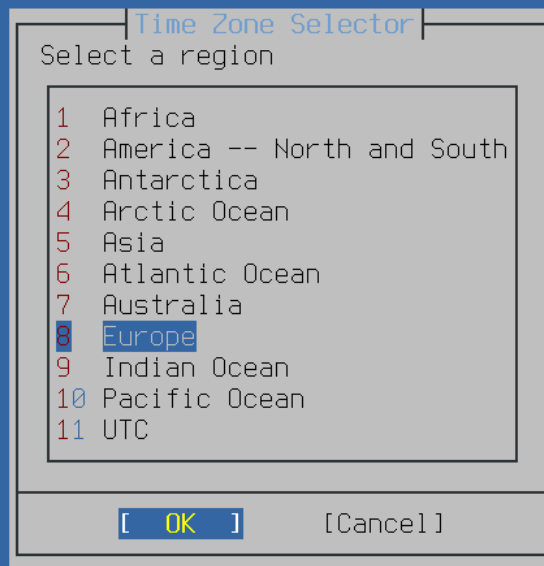 Time Zone Selector
Select a region
1 Africa
2 America -- North and South
3 Antarctica
4 Arctic Ocean
5 Asia
6 Atlantic Ocean
7 Australia
8 Europe
9 Indian Ocean
10 Pacific Ocean
11 UTC
[ OK ] [Cancel]